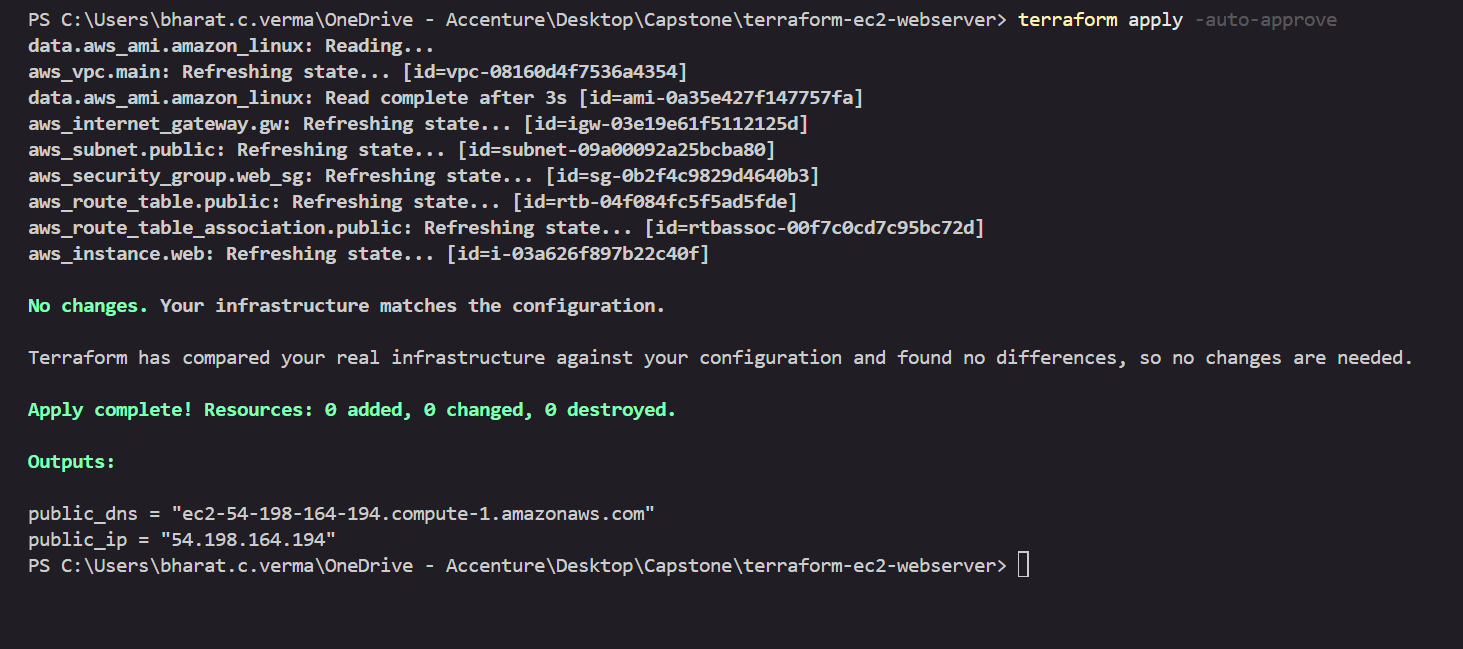 PS C:\Users\bharat.c.verma\OneDrive - Accenture\Desktop\Capstone\terraform-ec2-webserver> terraform apply -auto-approve
data.aws_ami.amazon_linux: Reading...
aws_vpc.main: Refreshing state... [id=vpc-08160d4f7536a4354]
data.aws_ami.amazon_linux: Read complete after 3s [id=ami-0a35e427f147757fa]
aws_internet_gateway.gw: Refreshing state... [id=igw-03e19e61f5112125d]
aws_subnet.public: Refreshing state... [id=subnet-09a00092a25bcba80]
aws_security_group.web_sg: Refreshing state... [id=sg-0b2f4c9829d4640b3]
aws_route_table.public: Refreshing state... [id=rtb-04f084fc5f5ad5fde]
aws_route_table_association.public: Refreshing state... [id=rtbassoc-00f7c0cd7c95bc72d]
aws_instance.web: Refreshing state... [id=i-03a626f897b22c40f]
No changes. Your infrastructure matches the configuration.
Terraform has compared your real infrastructure against your configuration and found no differences, so no changes are needed.
Apply complete! Resources: 0 added, 0 changed, 0 destroyed.
Outputs:
public_dns = "ec2-54-198-164-194.compute-1.amazonaws.com"
public_ip = "54.198.164.194"
PS C:\Users\bharat.c.verma\OneDrive - Accenture\Desktop\Capstone\terraform-ec2-webserver>